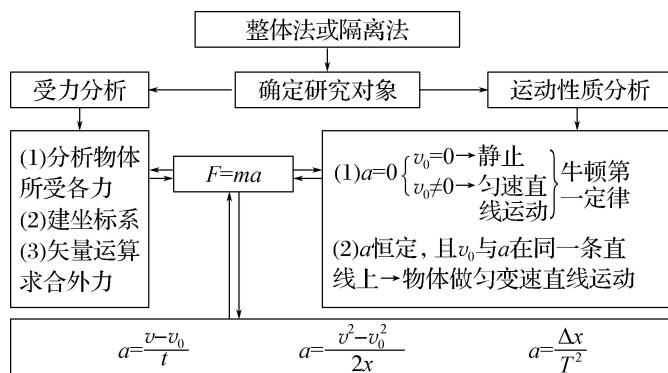 整体法或隔离法
受力分析
确定研究对象
运动性质分析
(1)分析物体
所受各力
(2)建坐标系
(3)矢量运算
求合外力
F=ma
(1)a=0
v₀=0→静止
v₀≠0→匀速直
线运动
牛顿第
一定律
(2)a恒定，且v₀与a在同一条直
线上→物体做匀变速直线运动
a=(v−v₀)/t a=(v²−v₀²)/2x a=Δx/T²